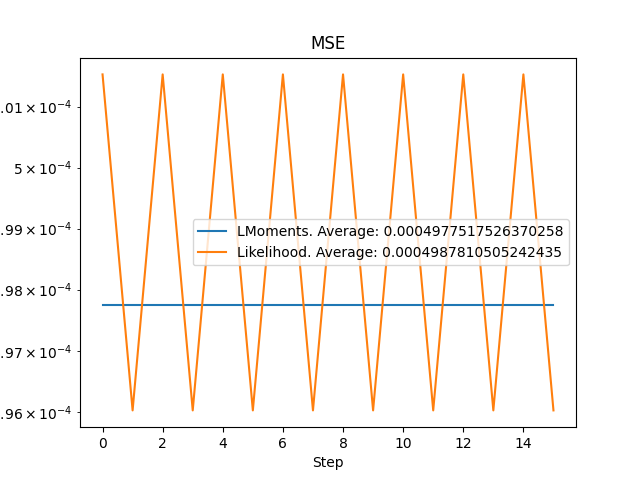 MSE
.01 × 10⁻⁴
5 × 10⁻⁴
.99 × 10⁻⁴
.98 × 10⁻⁴
.97 × 10⁻⁴
.96 × 10⁻⁴
LMoments. Average: 0.0004977517526370258
Likelihood. Average: 0.0004987810505242435
0 2 4 6 8 10 12 14
Step